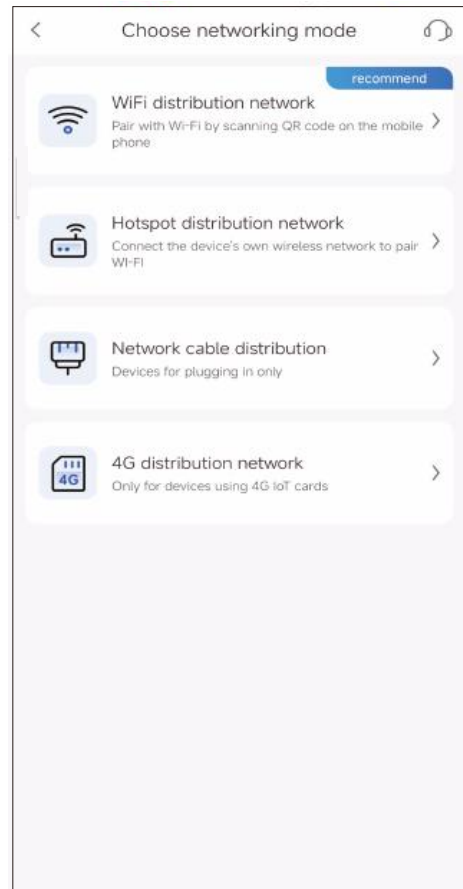 Choose networking mode
recommend
WiFi distribution network
Pair with Wi-Fi by scanning QR code on the mobile
phone
Hotspot distribution network
Connect the device's own wireless network to pair
WI-FI
Network cable distribution
Devices for plugging in only
4G
4G distribution network
Only for devices using 4G IoT cards